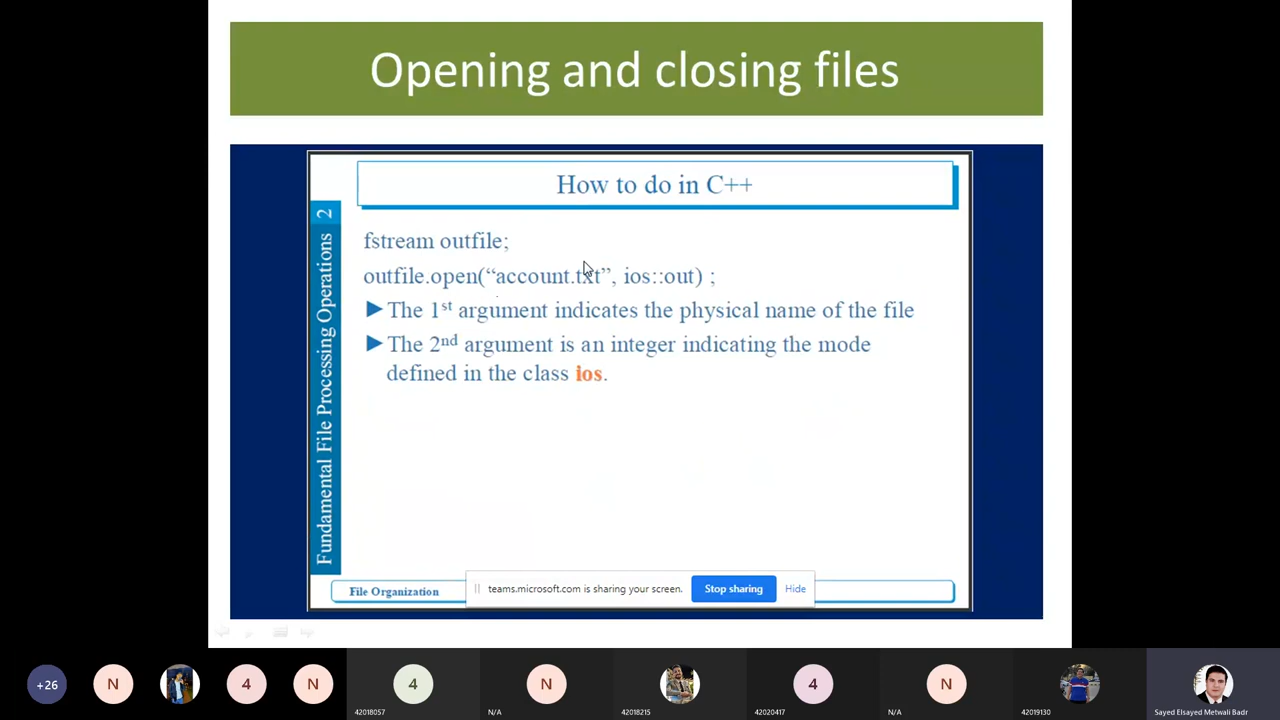 Opening and closing files
How to do in C++
Fundamental File Processing Operations 2
fstream outfile;
outfile.open(“account.txt”, ios::out) ;
►The 1st argument indicates the physical name of the file
►The 2nd argument is an integer indicating the mode
defined in the class ios.
File Organization
teams.microsoft.com is sharing your screen.
Stop sharing
Hide
+26
N
4
N
4
42018057
N
N/A
42018215
4
42020417
N
N/A
42019130
Sayed Elsayed Metwali Badr